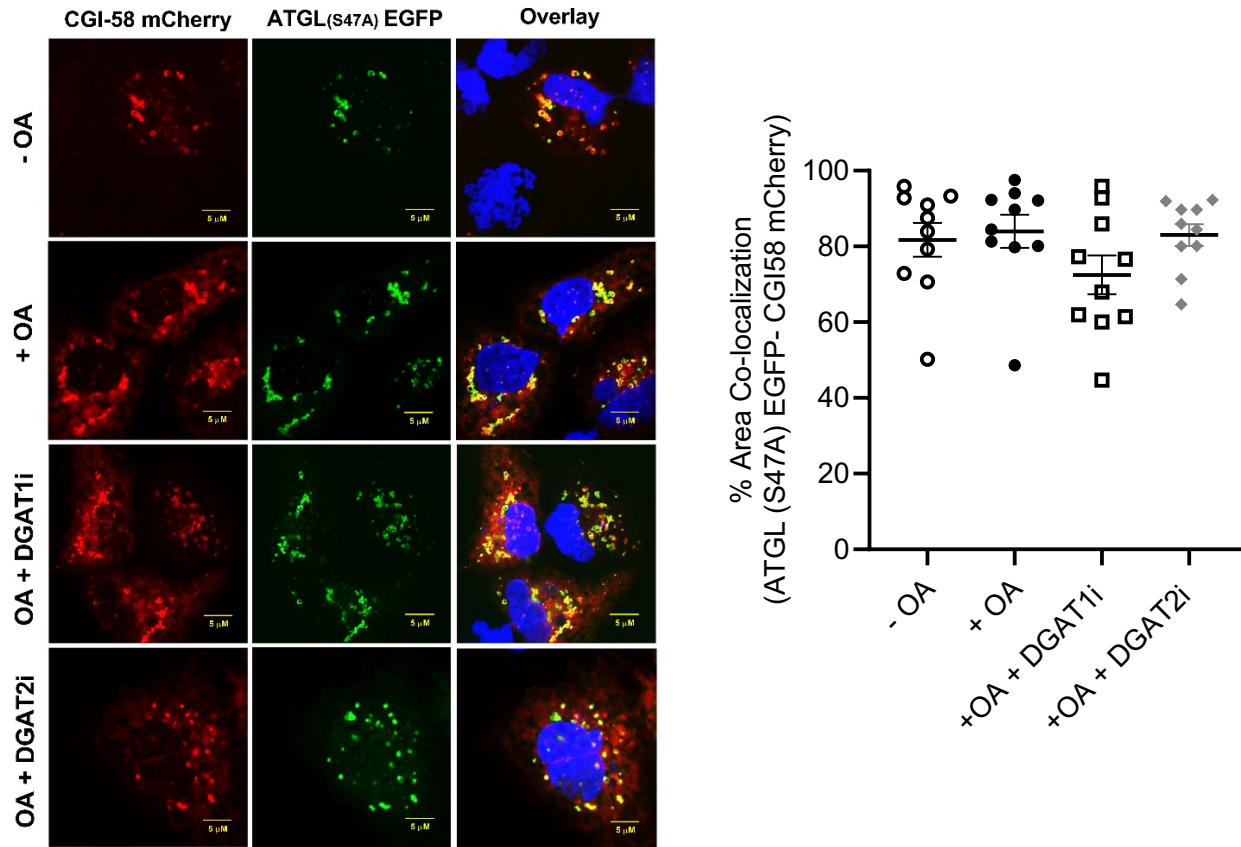 CGI-58 mCherry
ATGL(S47A) EGFP
Overlay
- OA
5 µM
5 µM
5 µM
+ OA
5 µM
5 µM
5 µM
OA + DGAT1i
5 µM
5 µM
5 µM
OA + DGAT2i
5 µM
5 µM
5 µM
% Area Co-localization
(ATGL (S47A) EGFP- CGI58 mCherry)
100
80
60
40
20
0
- OA
+ OA
+OA + DGAT1i
+OA + DGAT2i